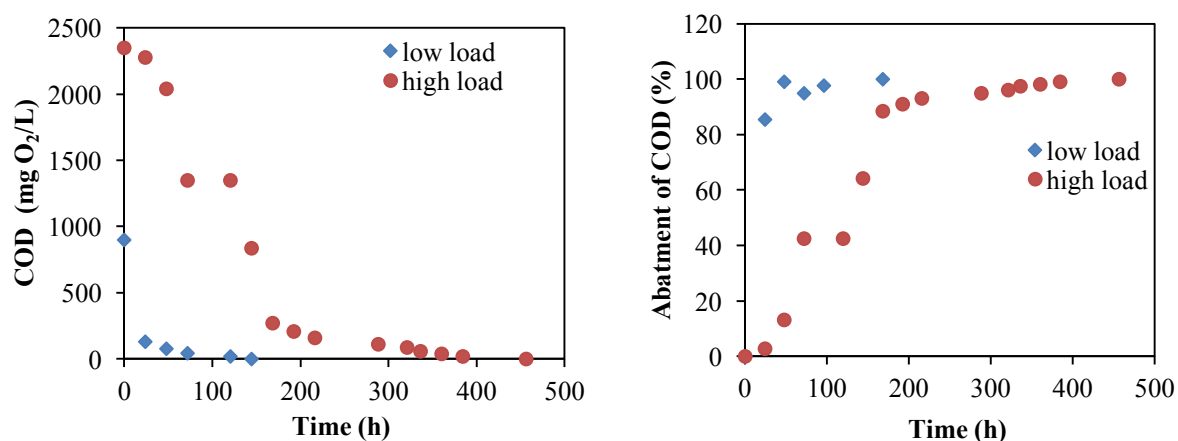 2500
2000
1500
1000
500
0
COD (mg O₂/L)
low load
high load
0 100 200 300 400 500
Time (h)
120
100
80
60
40
20
0
Abatment of COD (%)
low load
high load
0 100 200 300 400 500
Time (h)